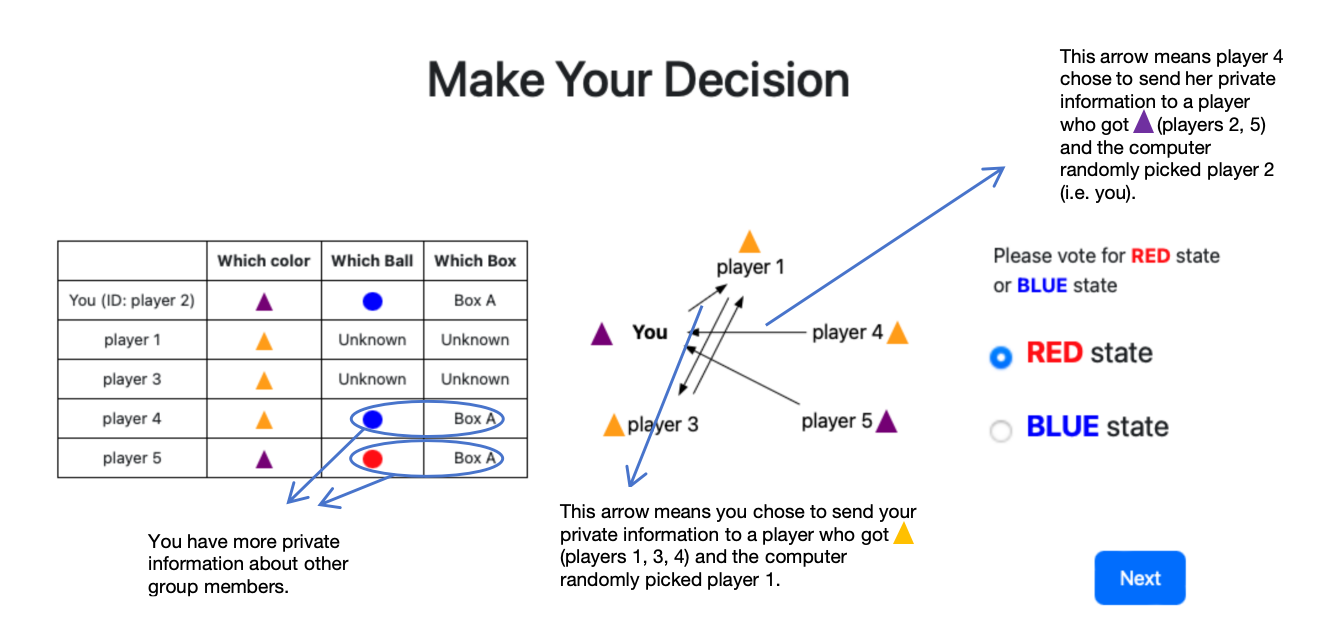 Make Your Decision
This arrow means player 4
chose to send her private
information to a player
who got (players 2, 5)
and the computer
randomly picked player 2
(i.e. you).
Which color Which Ball Which Box
You (ID: player 2) Box A
player 1 Unknown Unknown
player 3 Unknown Unknown
player 4 Box A
player 5 Box A
player 1
You
player 4
player 3
player 5
Please vote for RED state
or BLUE state
RED state
BLUE state
You have more private
information about other
group members.
This arrow means you chose to send your
private information to a player who got
(players 1, 3, 4) and the computer
randomly picked player 1.
Next